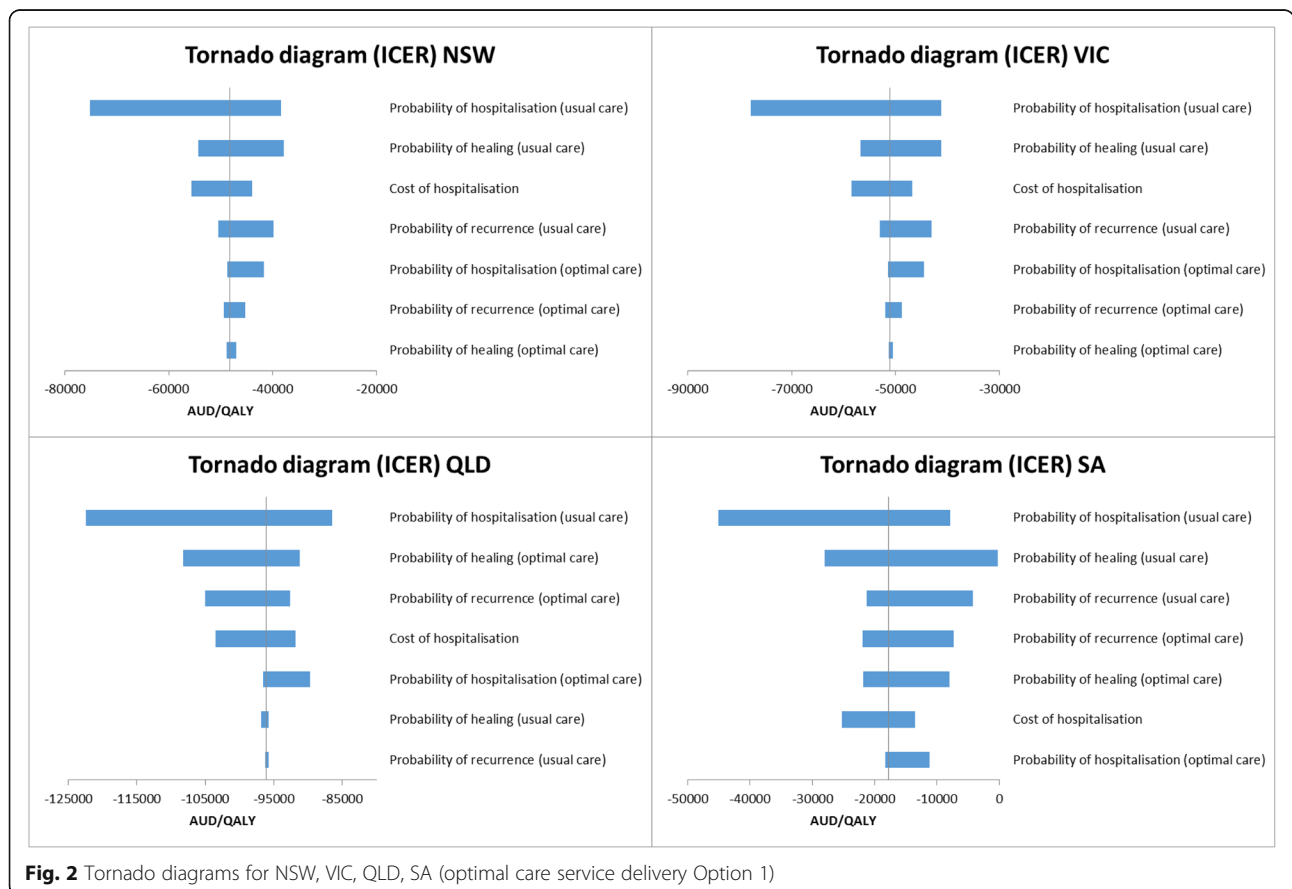 Tornado diagram (ICER) NSW
Probability of hospitalisation (usual care)
Probability of healing (usual care)
Cost of hospitalisation
Probability of recurrence (usual care)
Probability of hospitalisation (optimal care)
Probability of recurrence (optimal care)
Probability of healing (optimal care)
-80000 -60000 -40000 -20000
AUD/QALY
Tornado diagram (ICER) VIC
Probability of hospitalisation (usual care)
Probability of healing (usual care)
Cost of hospitalisation
Probability of recurrence (usual care)
Probability of hospitalisation (optimal care)
Probability of recurrence (optimal care)
Probability of healing (optimal care)
-90000 -70000 -50000 -30000
AUD/QALY
Tornado diagram (ICER) QLD
Probability of hospitalisation (usual care)
Probability of healing (optimal care)
Probability of recurrence (optimal care)
Cost of hospitalisation
Probability of hospitalisation (optimal care)
Probability of healing (usual care)
Probability of recurrence (usual care)
-125000 -115000 -105000 -95000 -85000
AUD/QALY
Tornado diagram (ICER) SA
Probability of hospitalisation (usual care)
Probability of healing (usual care)
Probability of recurrence (usual care)
Probability of recurrence (optimal care)
Probability of healing (optimal care)
Cost of hospitalisation
Probability of hospitalisation (optimal care)
-50000 -40000 -30000 -20000 -10000 0
AUD/QALY
Fig. 2 Tornado diagrams for NSW, VIC, QLD, SA (optimal care service delivery Option 1)